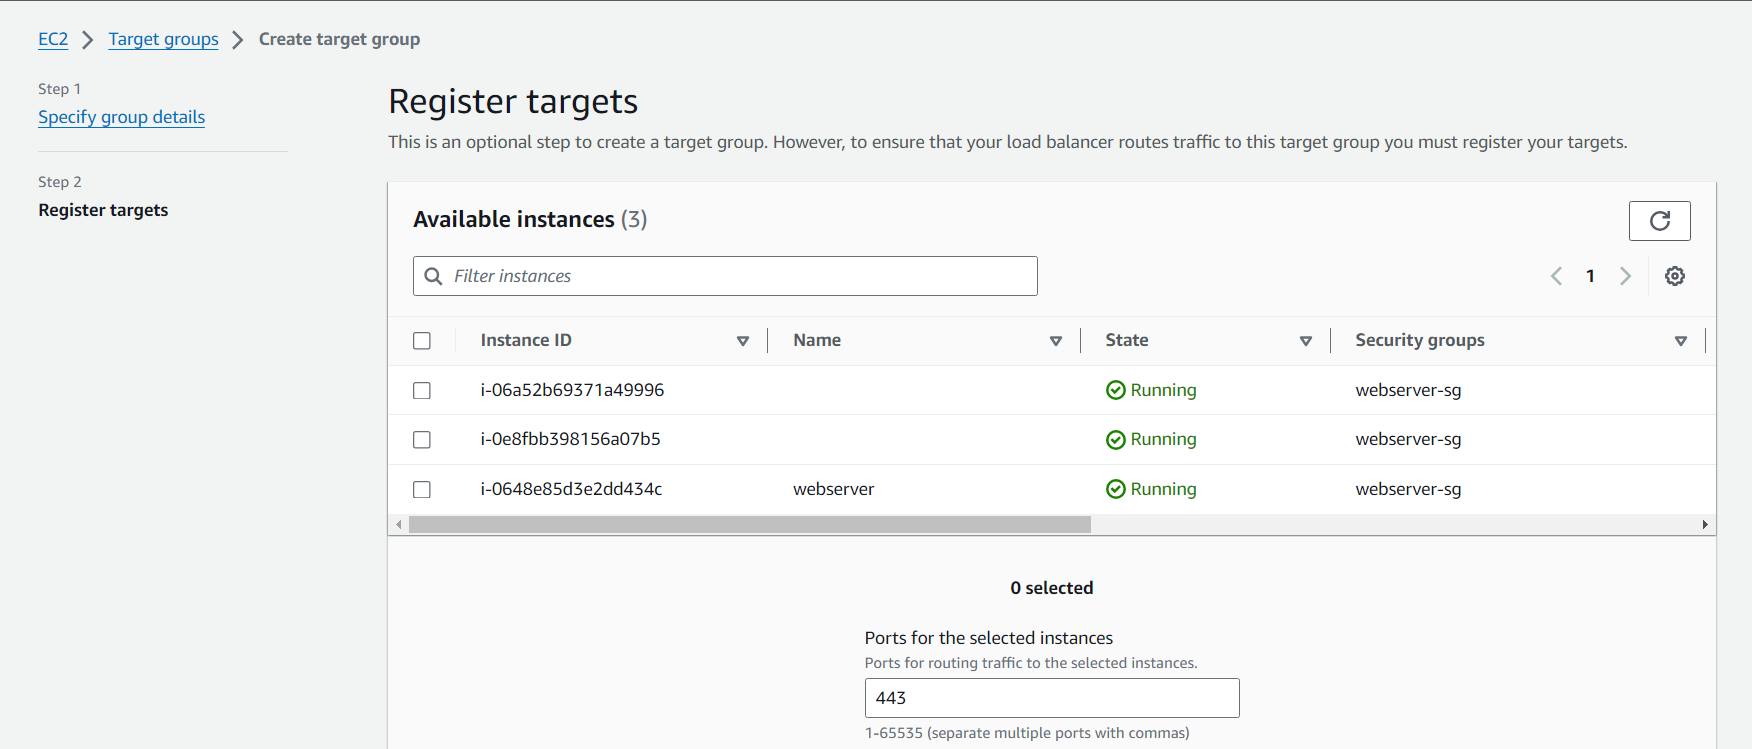 EC2 > Target groups > Create target group
Step 1
Specify group details
Step 2
Register targets
Register targets
This is an optional step to create a target group. However, to ensure that your load balancer routes traffic to this target group you must register your targets.
Available instances (3)
Filter instances
1
Instance ID Name State Security groups
i-06a52b69371a49996 Running webserver-sg
i-0e8fbb398156a07b5 Running webserver-sg
i-0648e85d3e2dd434c webserver Running webserver-sg
0 selected
Ports for the selected instances
Ports for routing traffic to the selected instances.
443
1-65535 (separate multiple ports with commas)